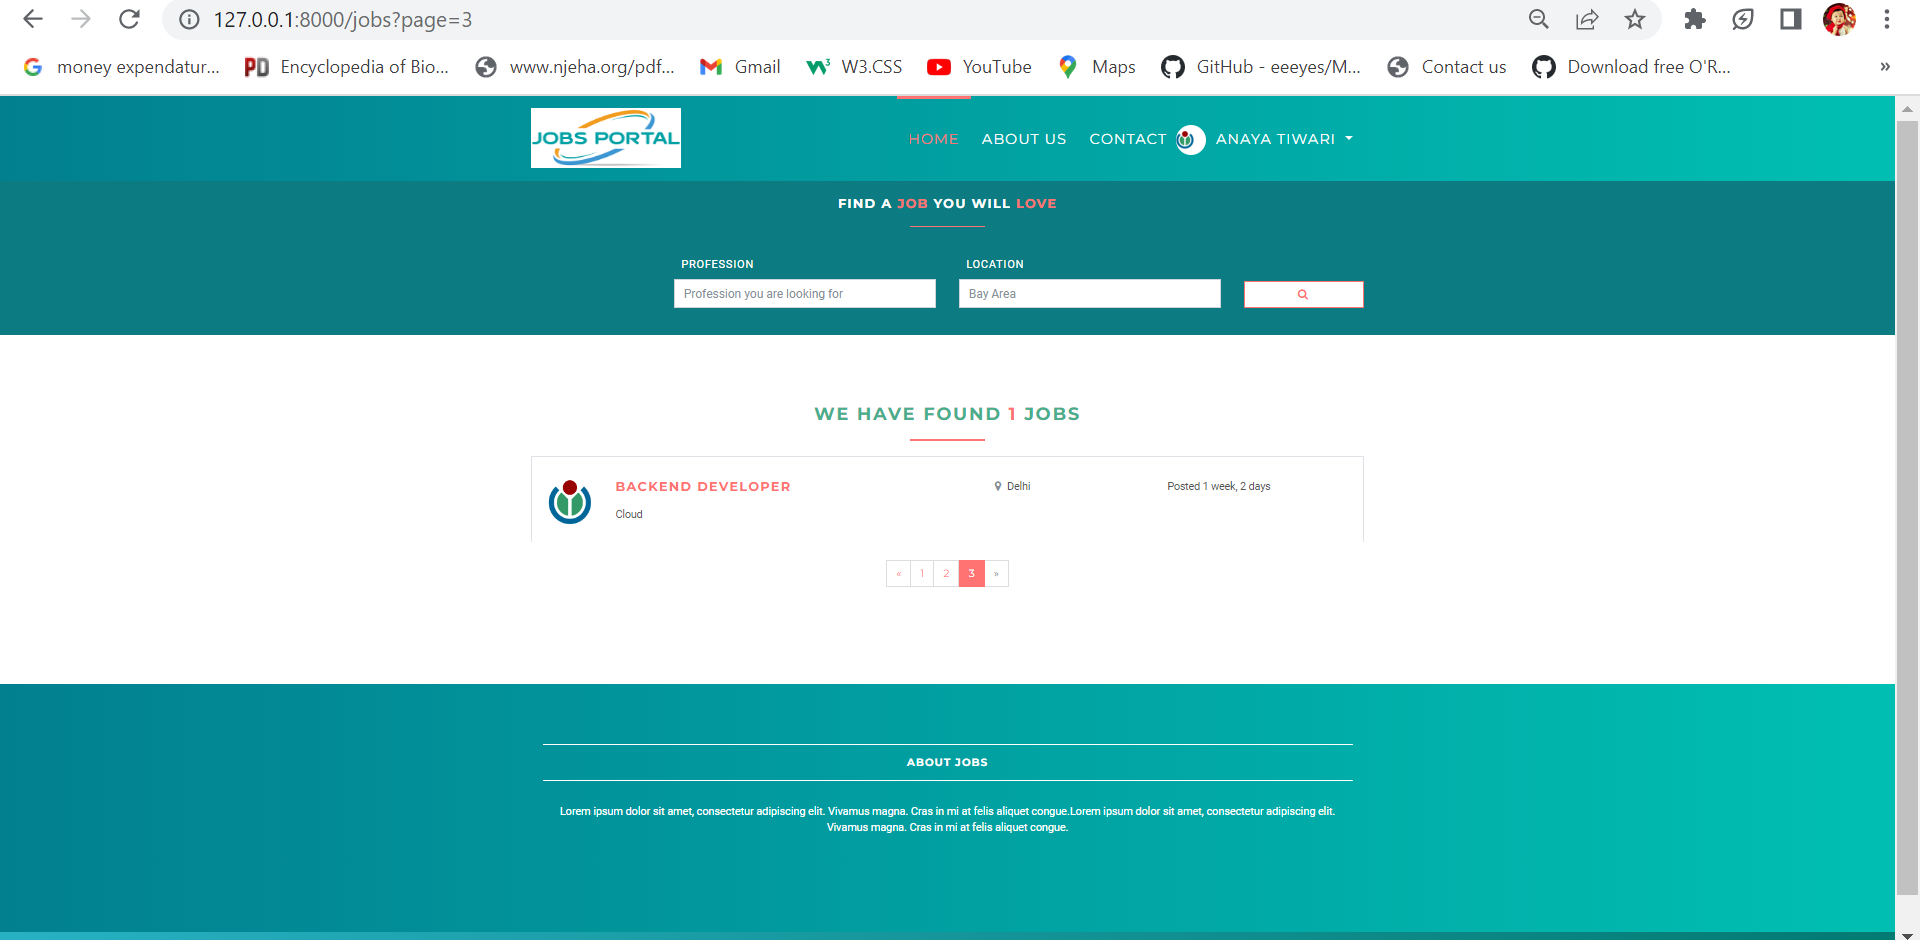 127.0.0.1:8000/jobs?page=3
money expendatur... Encyclopedia of Bio... www.njeha.org/pdf... Gmail W3.CSS YouTube Maps GitHub - eeeyes/M... Contact us Download free O'R... »
JOBS PORTAL
HOME ABOUT US CONTACT ANAYA TIWARI
FIND A JOB YOU WILL LOVE
PROFESSION LOCATION
Profession you are looking for Bay Area
WE HAVE FOUND 1 JOBS
BACKEND DEVELOPER Delhi Posted 1 week, 2 days
Cloud
« 1 2 3 »
ABOUT JOBS
Lorem ipsum dolor sit amet, consectetur adipiscing elit. Vivamus magna. Cras in mi at felis aliquet congue.Lorem ipsum dolor sit amet, consectetur adipiscing elit.
Vivamus magna. Cras in mi at felis aliquet congue.